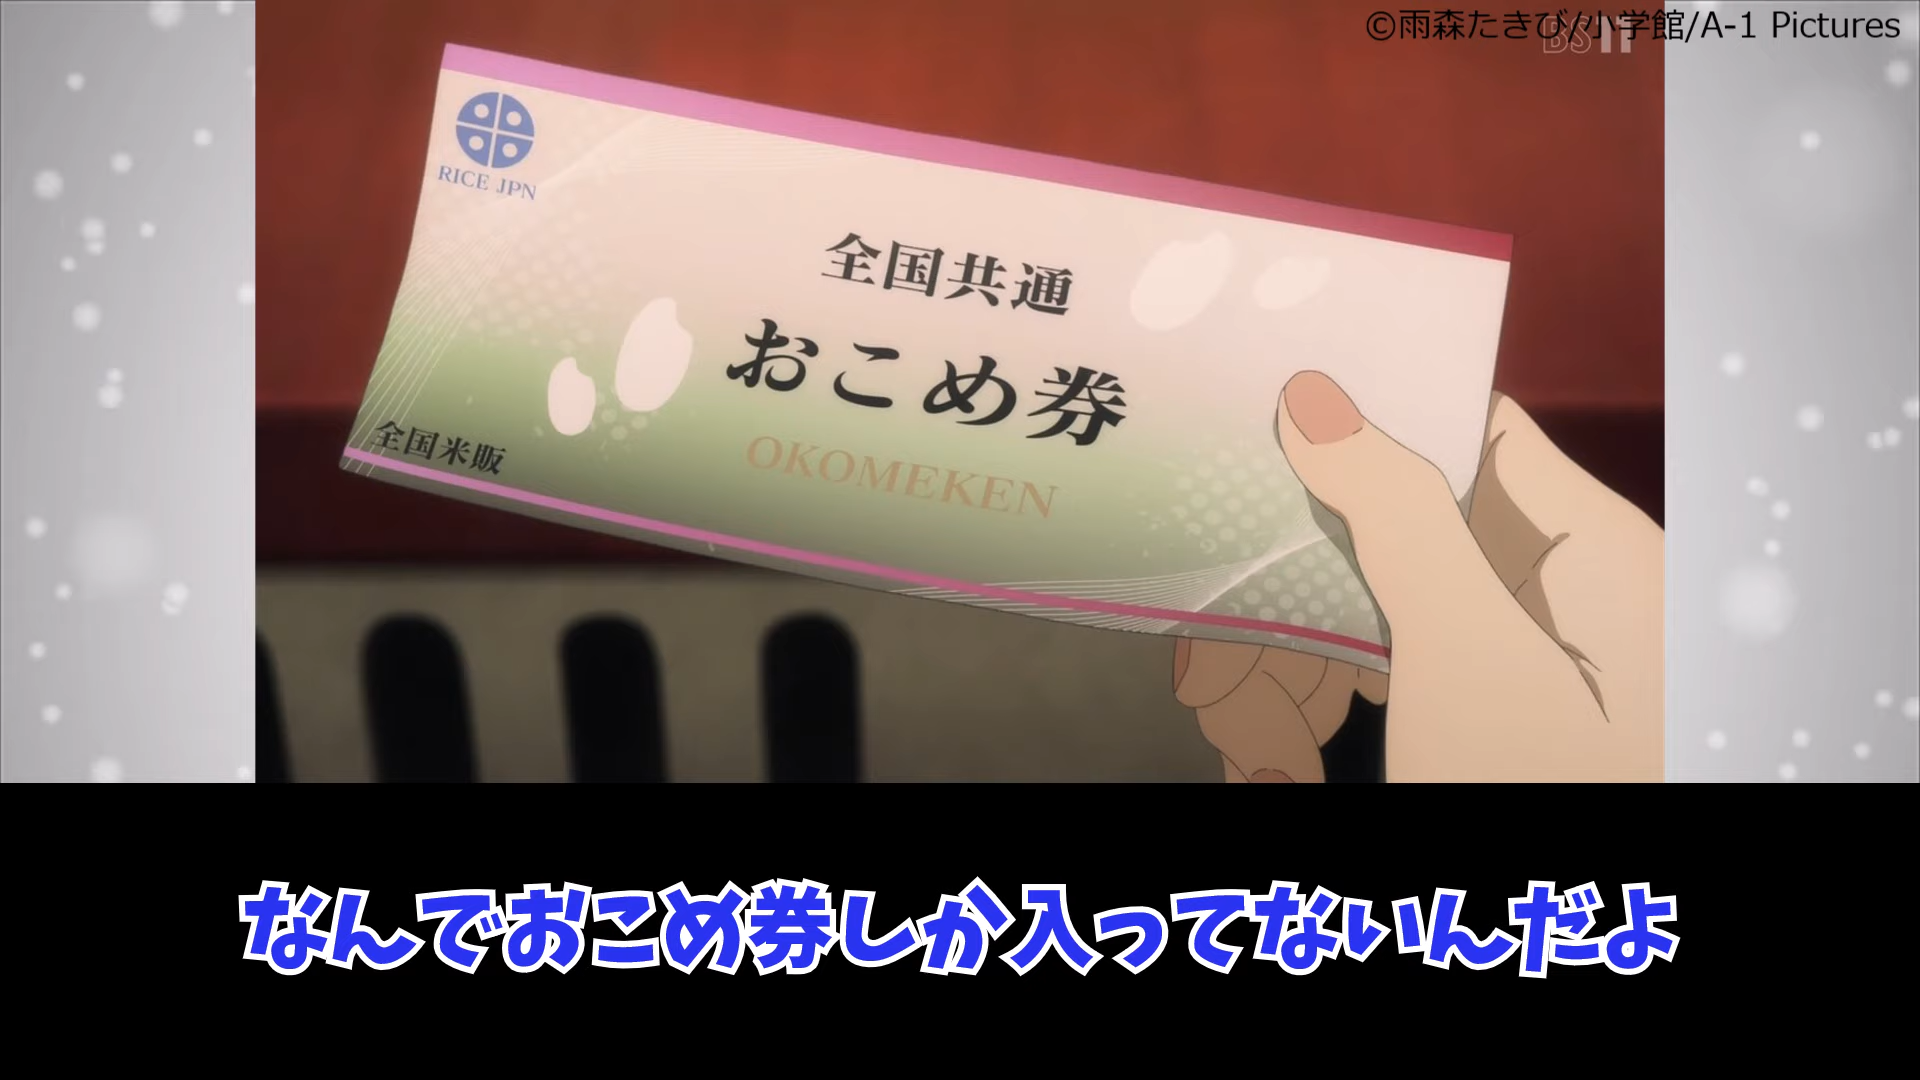 ©雨森たきび/小学館/A-1 Pictures
BS11
RICE JPN
全国共通
おこめ券
OKOMEKEN
全国米販
なんでおこめ券しか入ってないんだよ